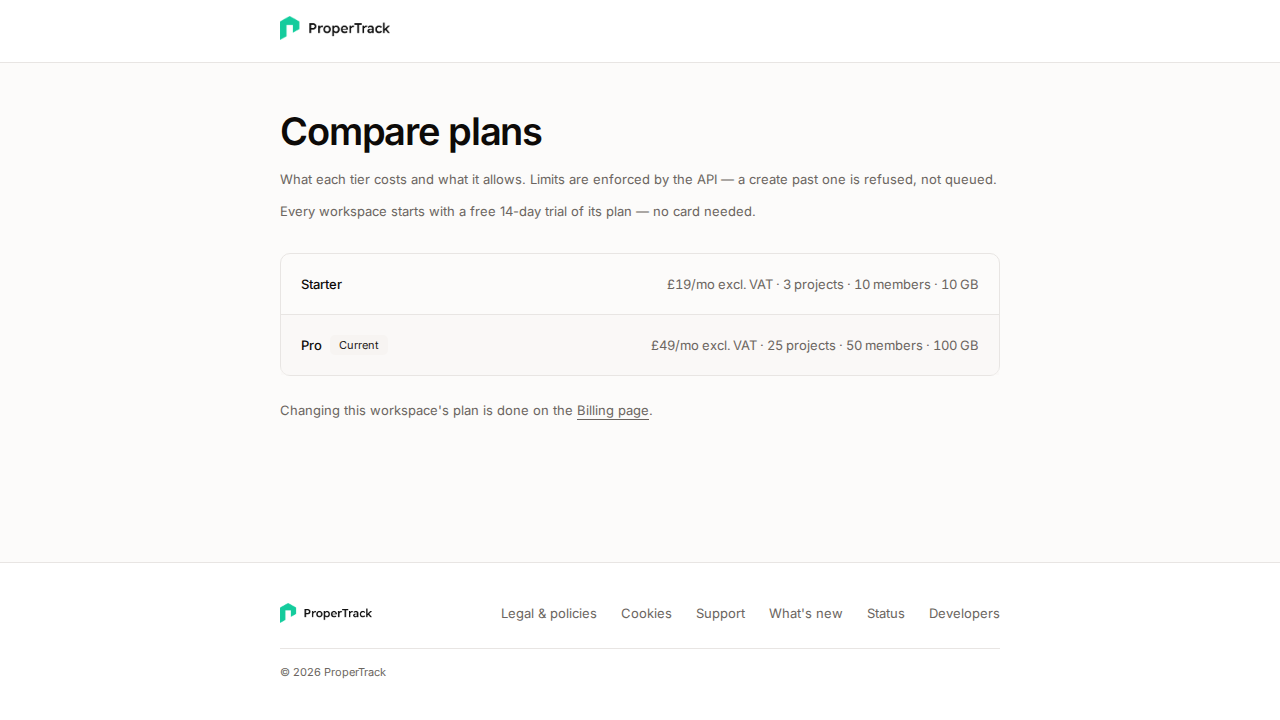 ProperTrack
Compare plans
What each tier costs and what it allows. Limits are enforced by the API — a create past one is refused, not queued.
Every workspace starts with a free 14-day trial of its plan — no card needed.
Starter £19/mo excl. VAT · 3 projects · 10 members · 10 GB
Pro Current £49/mo excl. VAT · 25 projects · 50 members · 100 GB
Changing this workspace's plan is done on the Billing page.
ProperTrack Legal & policies Cookies Support What's new Status Developers
© 2026 ProperTrack